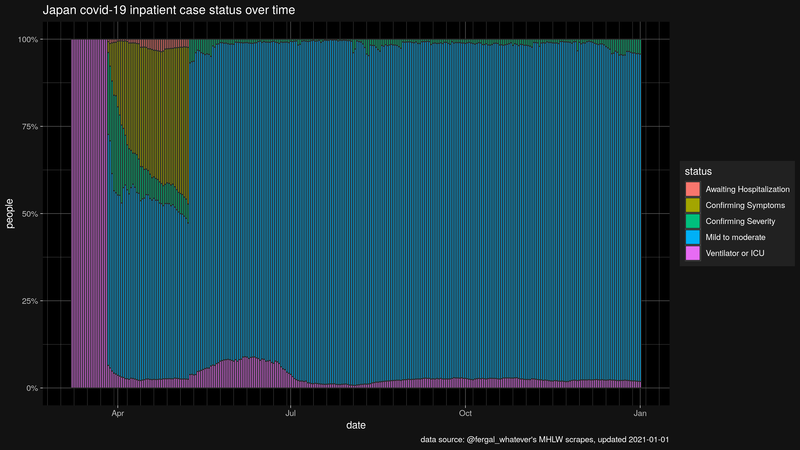 Japan covid-19 inpatient case status over time
100%
75%
50%
25%
0%
people
Apr
Jul
Oct
Jan
date
status
Awaiting Hospitalization
Confirming Symptoms
Confirming Severity
Mild to moderate
Ventilator or ICU
data source: @fergal_whatever's MHLW scrapes, updated 2021-01-01